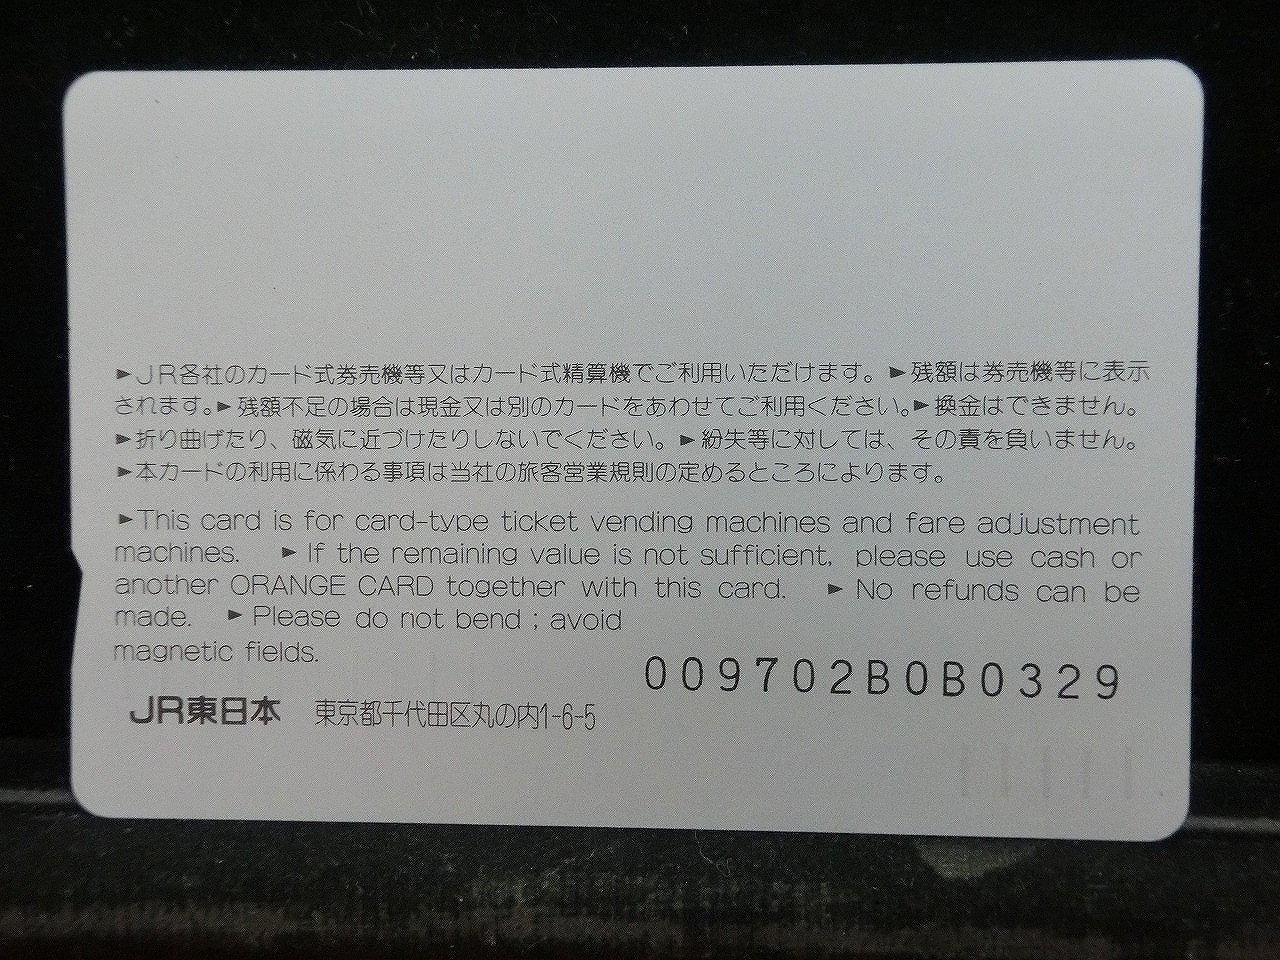 ►JR各社のカード式券売機等又はカード式精算機でご利用いただけます。►残額は券売機等に表示
されます。►残額不足の場合は現金又は別のカードをあわせてご利用ください。►換金はできません。
►折り曲げたり、磁気に近づけたりしないでください。►紛失等に対しては、その責を負いません。
►本カードの利用に係わる事項は当社の旅客営業規則の定めるところによります。
►This card is for card-type ticket vending machines and fare adjustment
machines. ►If the remaining value is not sufficient, please use cash or
another ORANGE CARD together with this card. ►No refunds can be
made. ►Please do not bend ; avoid
magnetic fields.
009702B0B0329
JR東日本 東京都千代田区丸の内1-6-5